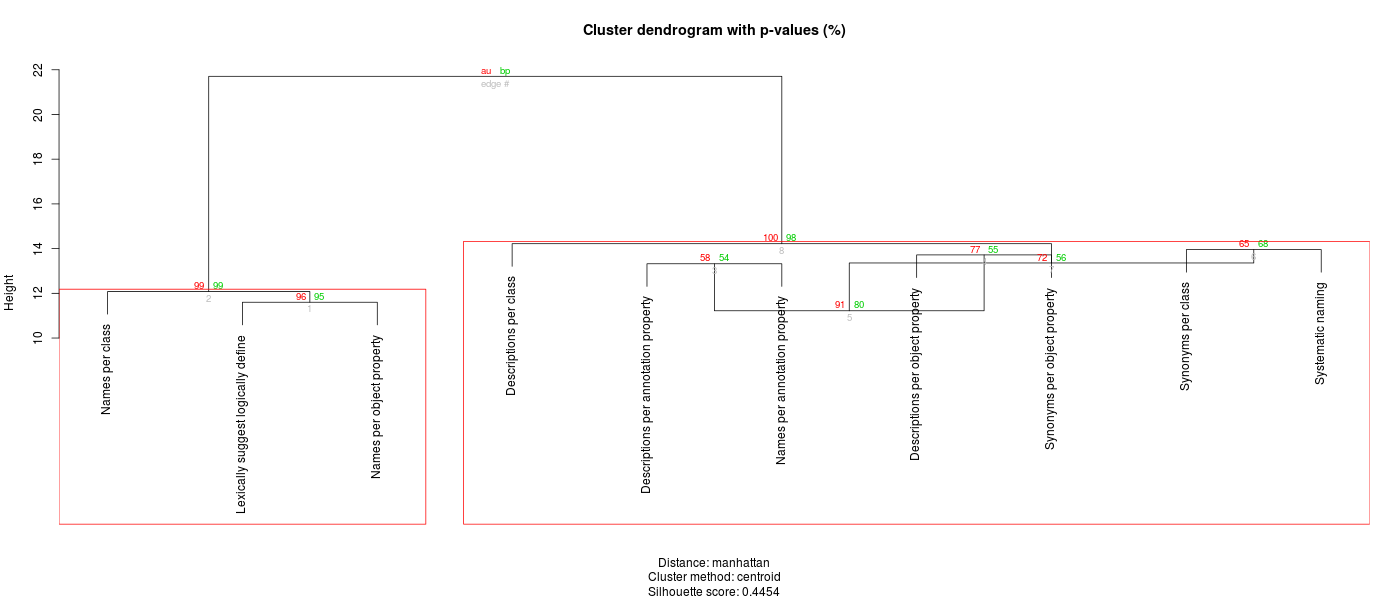 Cluster dendrogram with p-values (%)
22
20
18
16
14
12
10
Height
au bp
edge #
99 99
2
96 95
1
100 98
8
58 54
77 55
72 56
65 68
6
91 80
5
Names per class
Lexically suggest logically define
Names per object property
Descriptions per class
Descriptions per annotation property
Names per annotation property
Descriptions per object property
Synonyms per object property
Synonyms per class
Systematic naming
Distance: manhattan
Cluster method: centroid
Silhouette score: 0.4454